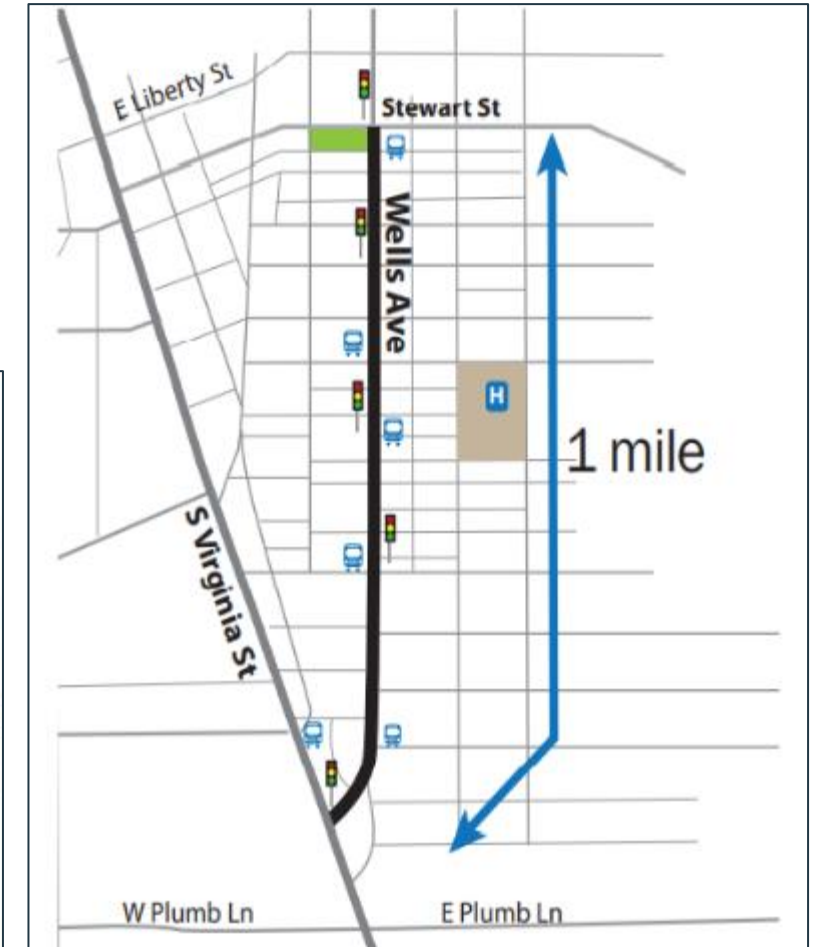 E Liberty St
Stewart St
Wells Ave
H
1 mile
S Virginia St
W Plumb Ln
E Plumb Ln